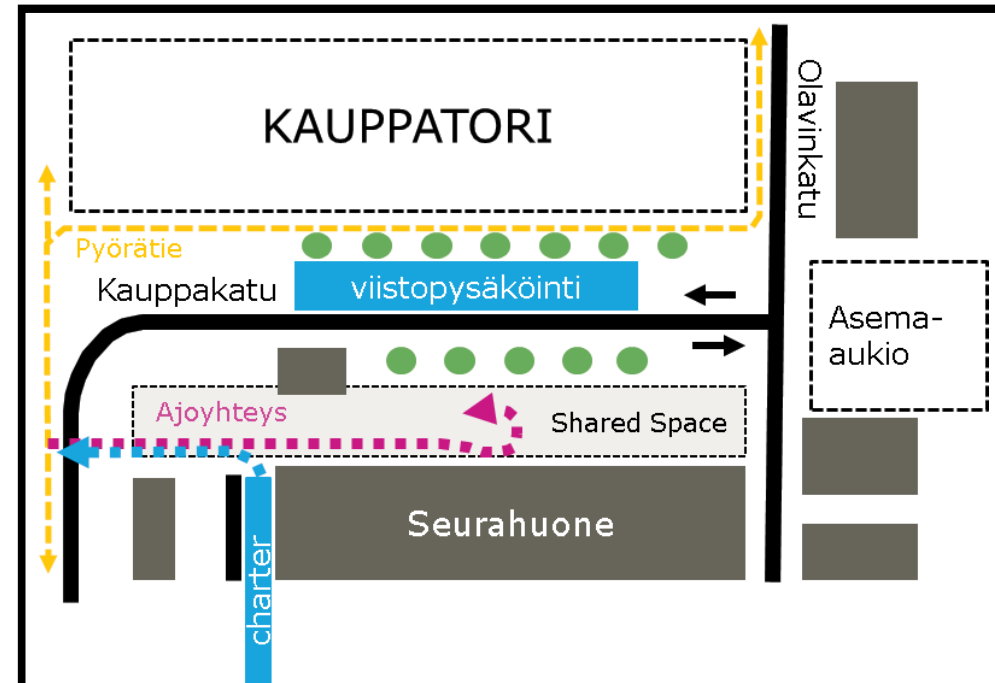 KAUPPATORI
Olavinkatu
Pyörätie
Kauppakatu
viistopysäköinti
Asema-
aukio
Ajoyhteys
Shared Space
Seurahuone
charter